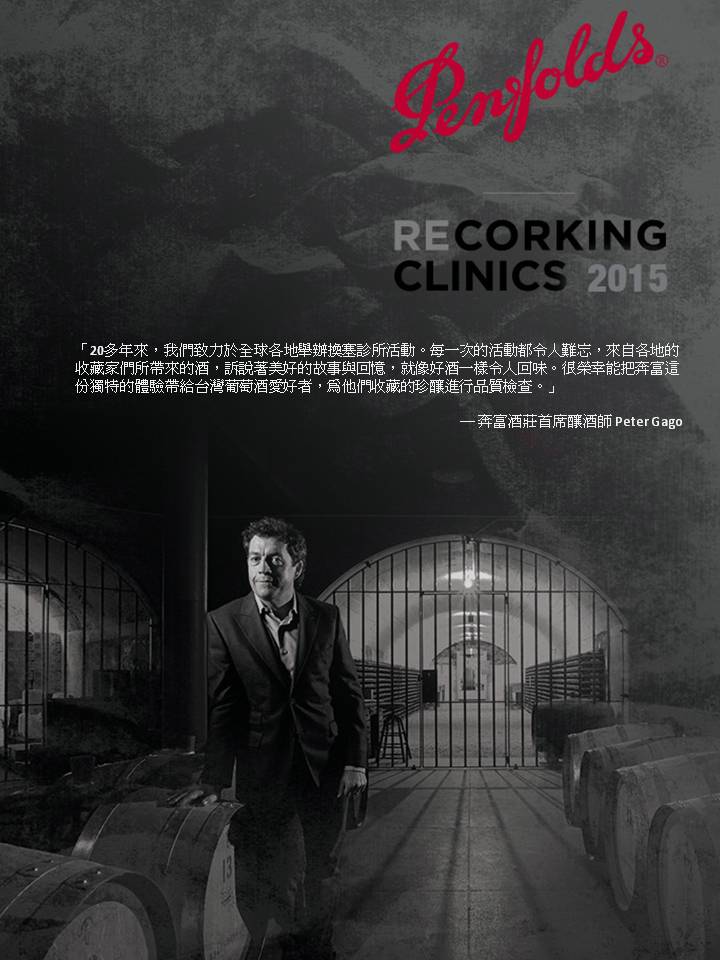 Penfolds®
RECORKING
CLINICS 2015
「20多年來，我們致力於全球各地舉辦換塞診所活動。每一次的活動都令人難忘，來自各地的
收藏家們所帶來的酒，訴說著美好的故事與回憶，就像好酒一樣令人回味。很榮幸能把奔富這
份獨特的體驗帶給台灣葡萄酒愛好者，為他們收藏的珍釀進行品質檢查。」
— 奔富酒莊首席釀酒師 Peter Gago
13